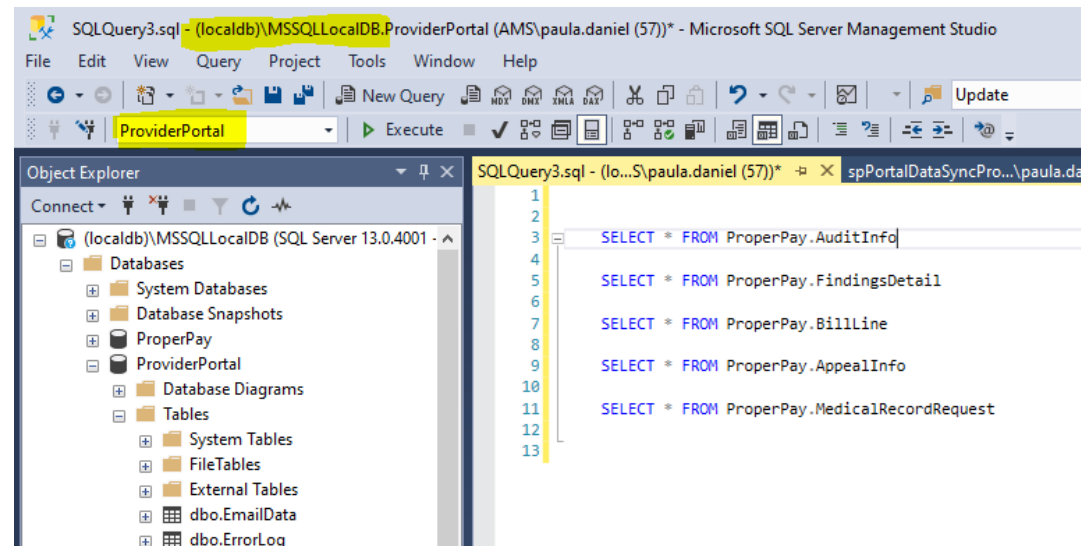 SQLQuery3.sql - (localdb)\MSSQLLocalDB.ProviderPortal (AMS\paula.daniel (57))* - Microsoft SQL Server Management Studio
File Edit View Query Project Tools Window Help
New Query MDX DMX XMLA DAX Update
ProviderPortal Execute
Object Explorer
SQLQuery3.sql - (lo...S\paula.daniel (57))* spPortalDataSyncPro...\paula.da
Connect
(localdb)\MSSQLLocalDB (SQL Server 13.0.4001 -
Databases
System Databases
Database Snapshots
ProperPay
ProviderPortal
Database Diagrams
Tables
System Tables
FileTables
External Tables
dbo.EmailData
dbo.ErrorLog
1
2
3 SELECT * FROM ProperPay.AuditInfo
4
5 SELECT * FROM ProperPay.FindingsDetail
6
7 SELECT * FROM ProperPay.BillLine
8
9 SELECT * FROM ProperPay.AppealInfo
10
11 SELECT * FROM ProperPay.MedicalRecordRequest
12
13